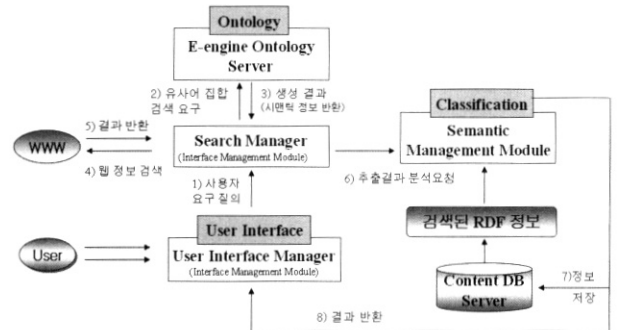 Ontology
E-engine Ontology
Server
2) 유사어 집합
검색 요구
3) 생성 결과
(시맨틱 정보 반환)
Classification
Semantic
Management Module
5) 결과 반환
WWW
4) 웹 정보 검색
Search Manager
(Interface Management Module)
6) 추출결과 분석요청
1) 사용자
요구 질의
User Interface
User Interface Manager
(Interface Management Module)
User
검색된 RDF 정보
Content DB
Server
7)정보
저장
8) 결과 반환